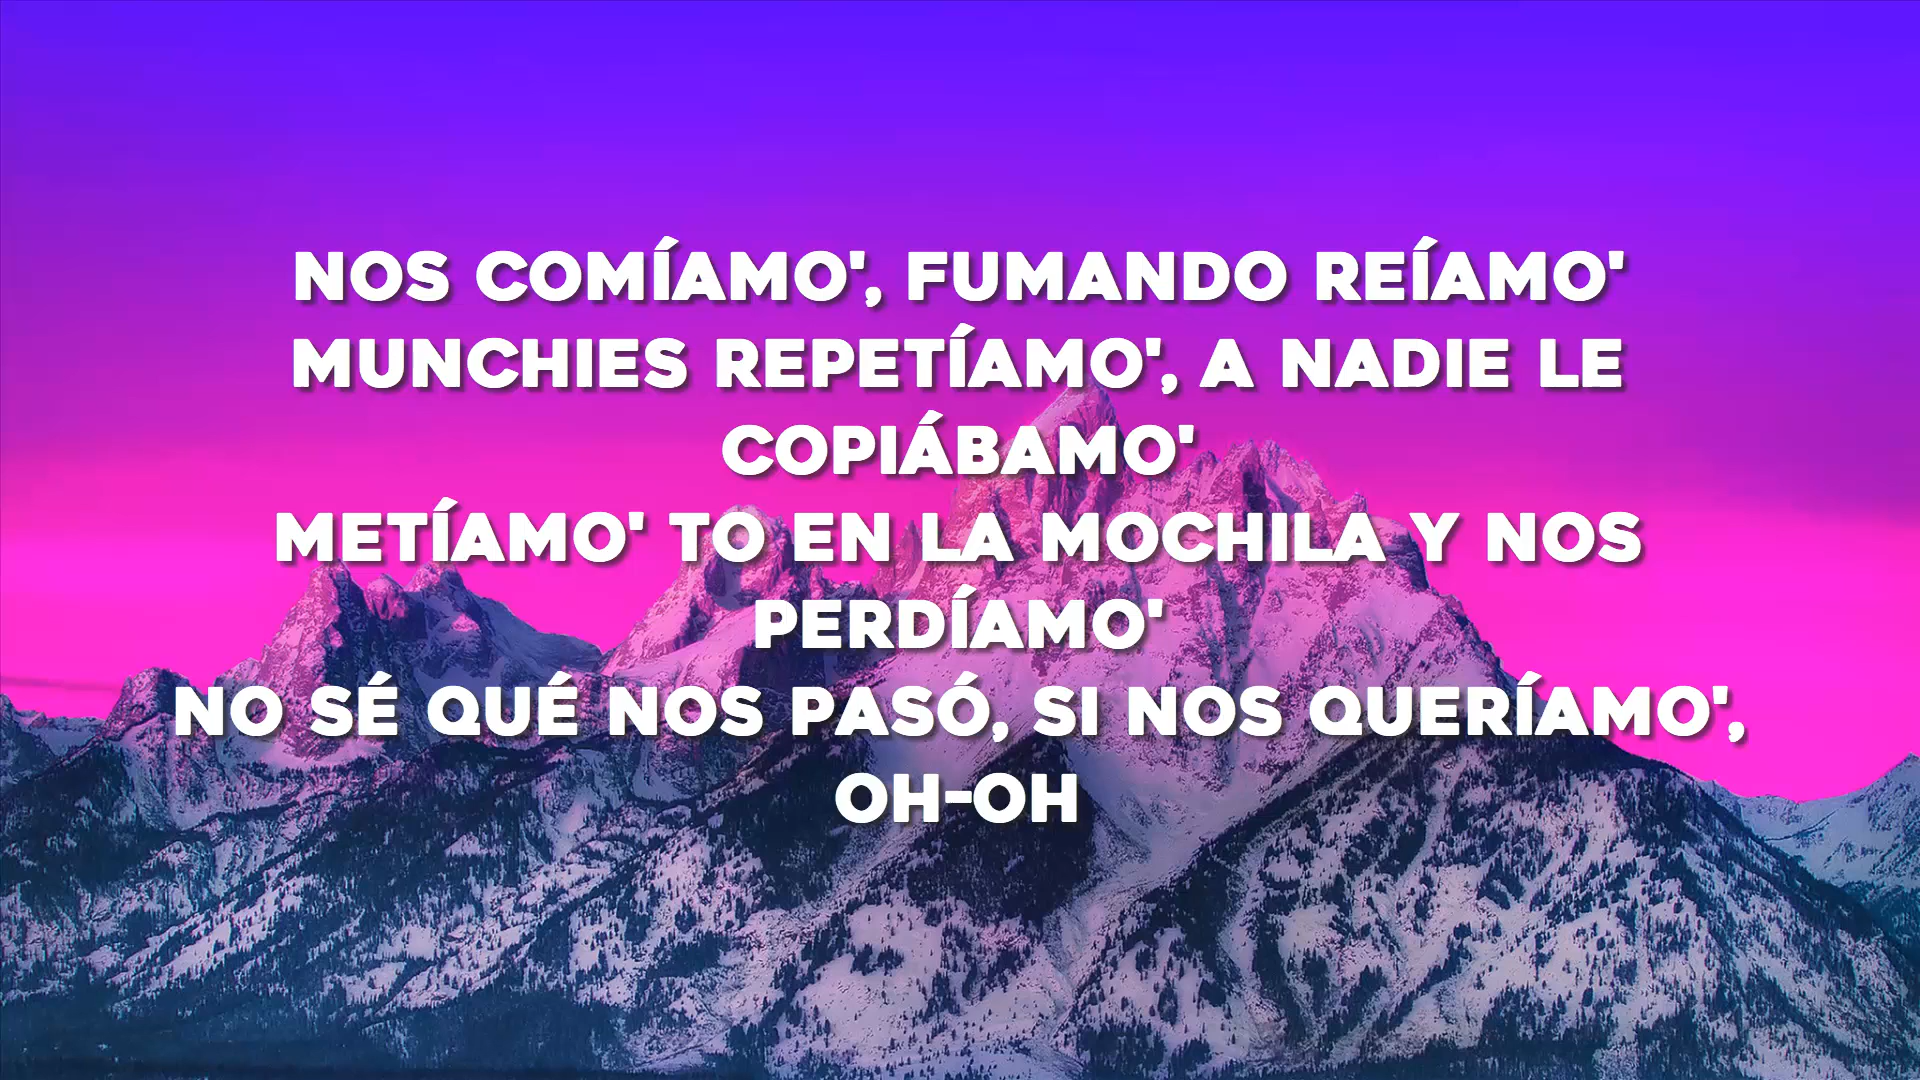 NOS COMÍAMO', FUMANDO REÍAMO'
MUNCHIES REPETÍAMO', A NADIE LE
COPIÁBAMO'
METÍAMO' TO EN LA MOCHILA Y NOS
PERDÍAMO'
NO SÉ QUÉ NOS PASÓ, SI NOS QUERÍAMO',
OH-OH